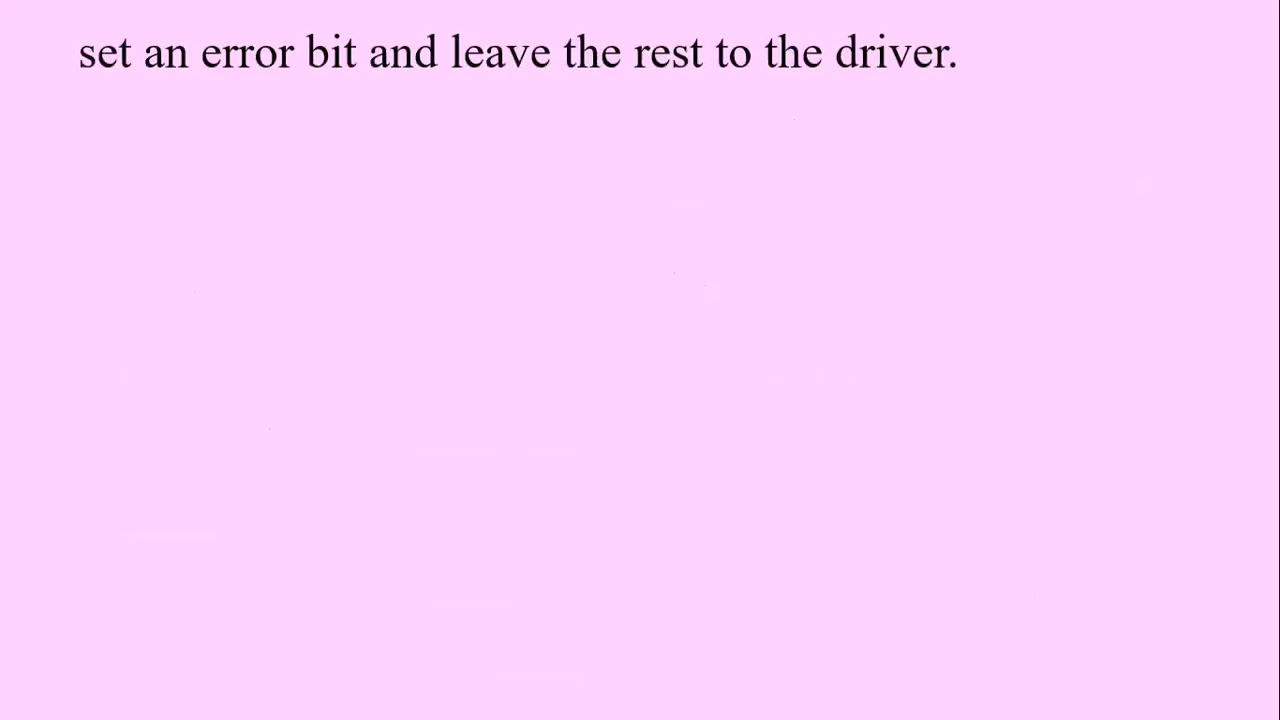 set an error bit and leave the rest to the driver.